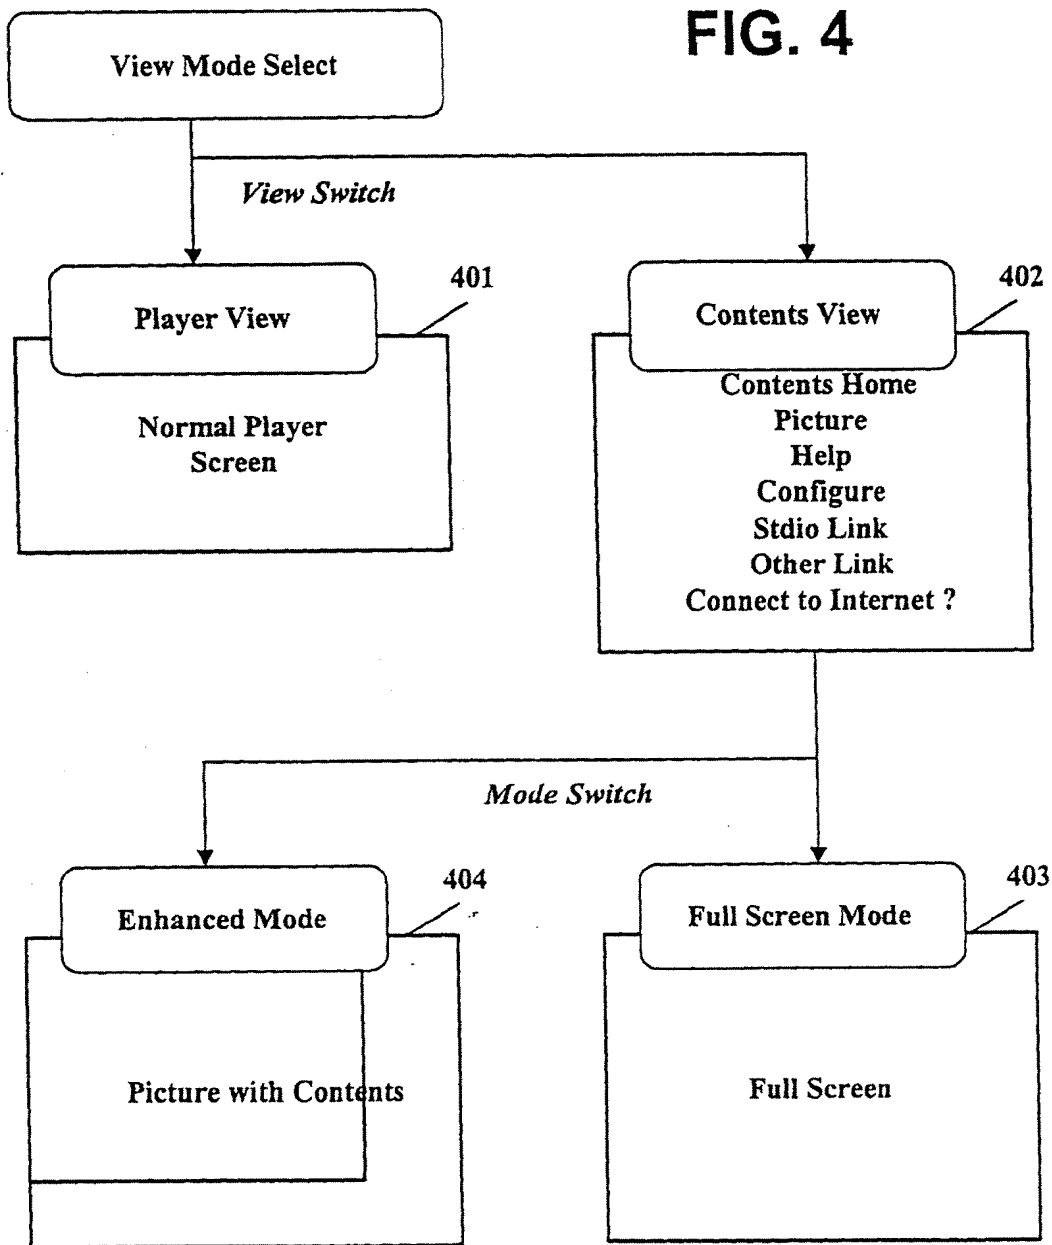 FIG. 4
View Mode Select
View Switch
401
Player View
Normal Player
Screen
402
Contents View
Contents Home
Picture
Help
Configure
Stdio Link
Other Link
Connect to Internet ?
Mode Switch
404
Enhanced Mode
Picture with Contents
403
Full Screen Mode
Full Screen